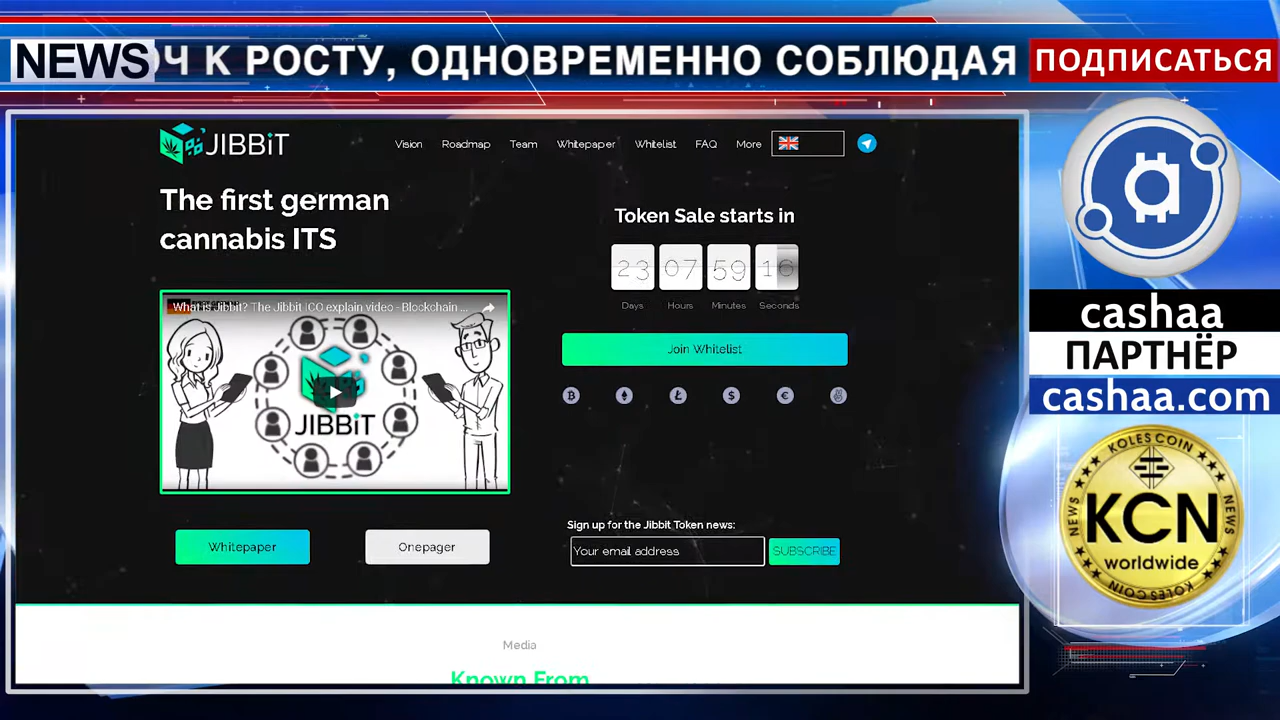 NEWS
Ч К РОСТУ, ОДНОВРЕМЕННО СОБЛЮДАЯ
ПОДПИСАТЬСЯ
JIBBiT
Vision
Roadmap
Team
Whitepaper
Whitelist
FAQ
More
The first german
cannabis ITS
Token Sale starts in
23 07 59 16
Days Hours Minutes Seconds
What is Jibbit? The Jibbit ICO explain video - Blockchain ...
JIBBiT
Join Whitelist
Whitepaper
Onepager
Sign up for the Jibbit Token news:
Your email address
SUBSCRIBE
Media
Known From
cashaa
ПАРТНЁР
cashaa.com
KOLES COIN
NEWS
KCN
NEWS
worldwide
KOLES COIN